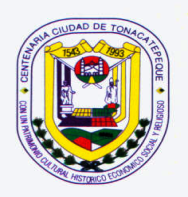 CENTENARIA CIUDAD DE TONACATEPEQUE
1543 1993
CON UN PATRIMONIO CULTURAL HISTORICO ECONOMICO SOCIAL Y RELIGIOSO